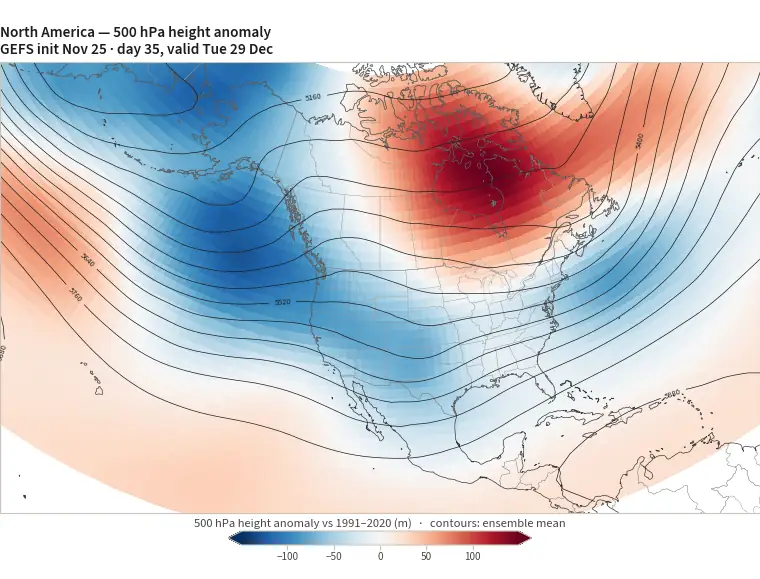 North America — 500 hPa height anomaly
GEFS init Nov 25 · day 35, valid Tue 29 Dec
5160
5400
5640
5760
5520
5880
500 hPa height anomaly vs 1991–2020 (m) · contours: ensemble mean
−100 −50 0 50 100